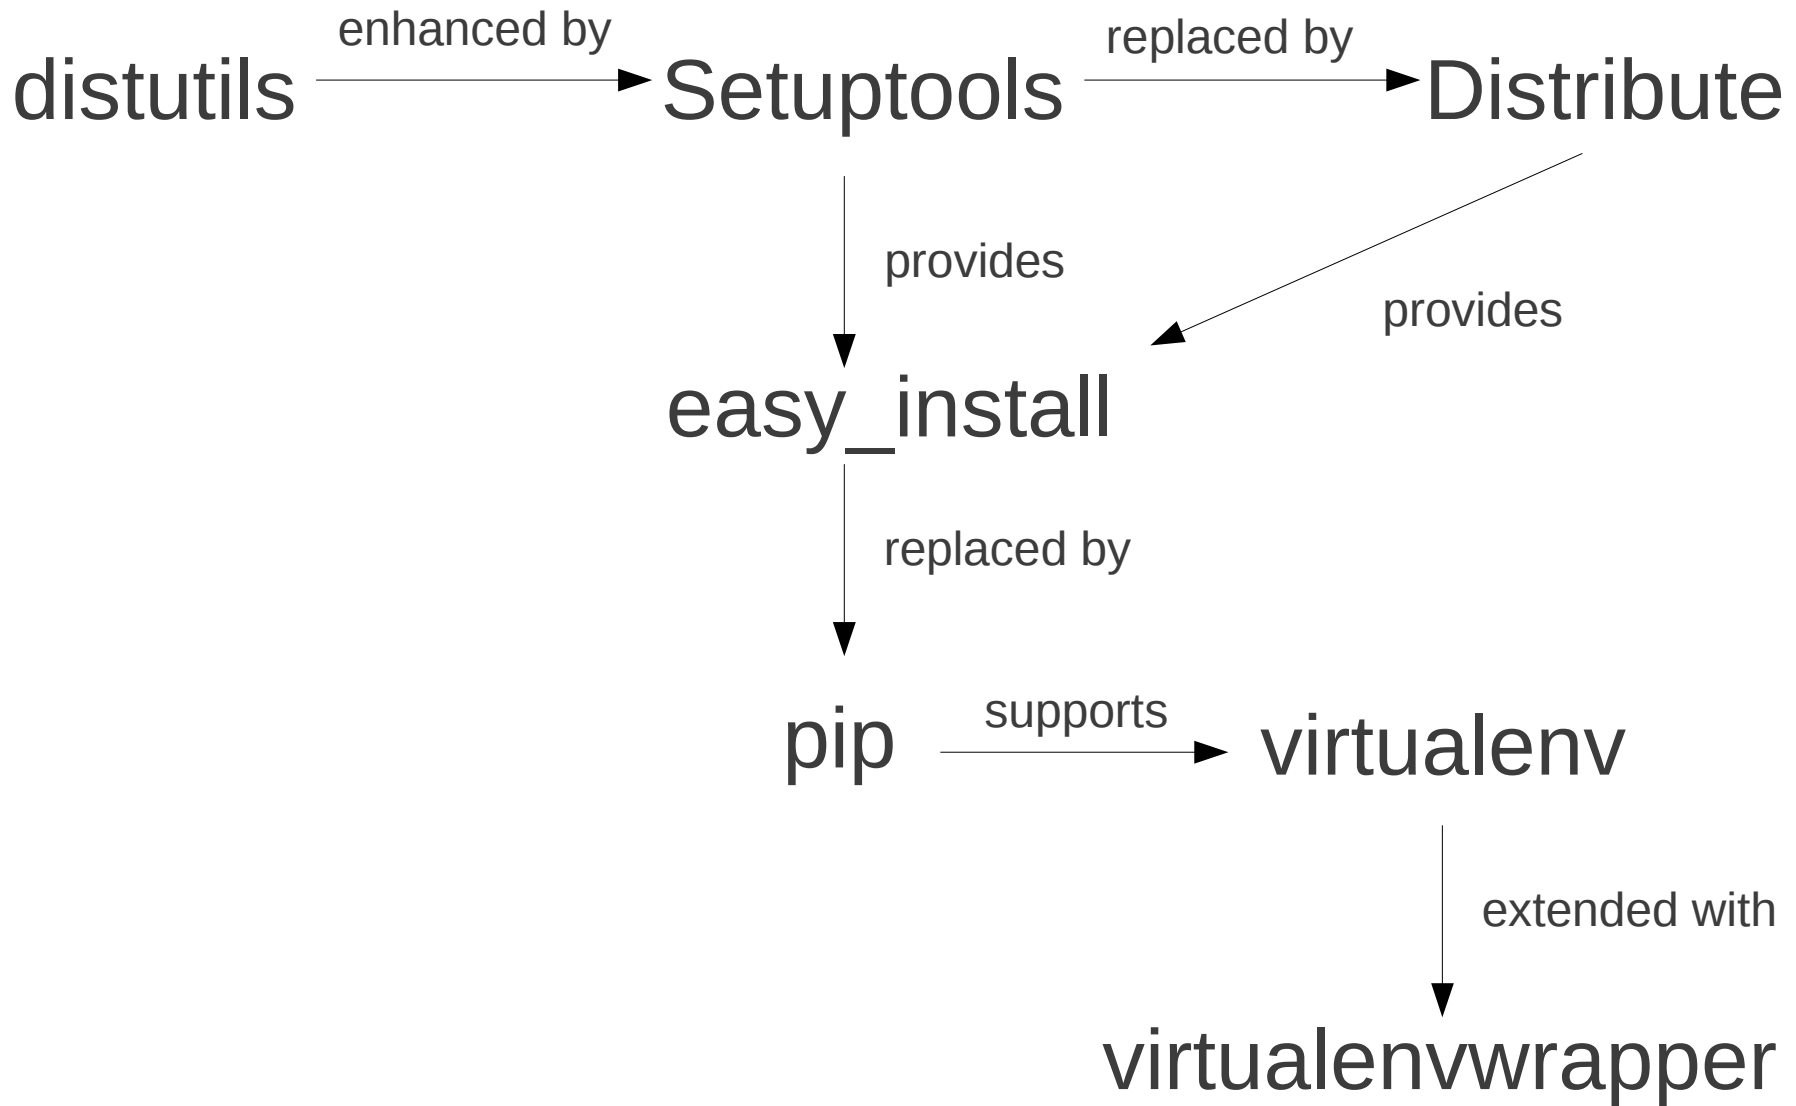 enhanced by
replaced by
distutils
Setuptools
Distribute
provides
provides
easy_install
replaced by
supports
pip
virtualenv
extended with
virtualenvwrapper